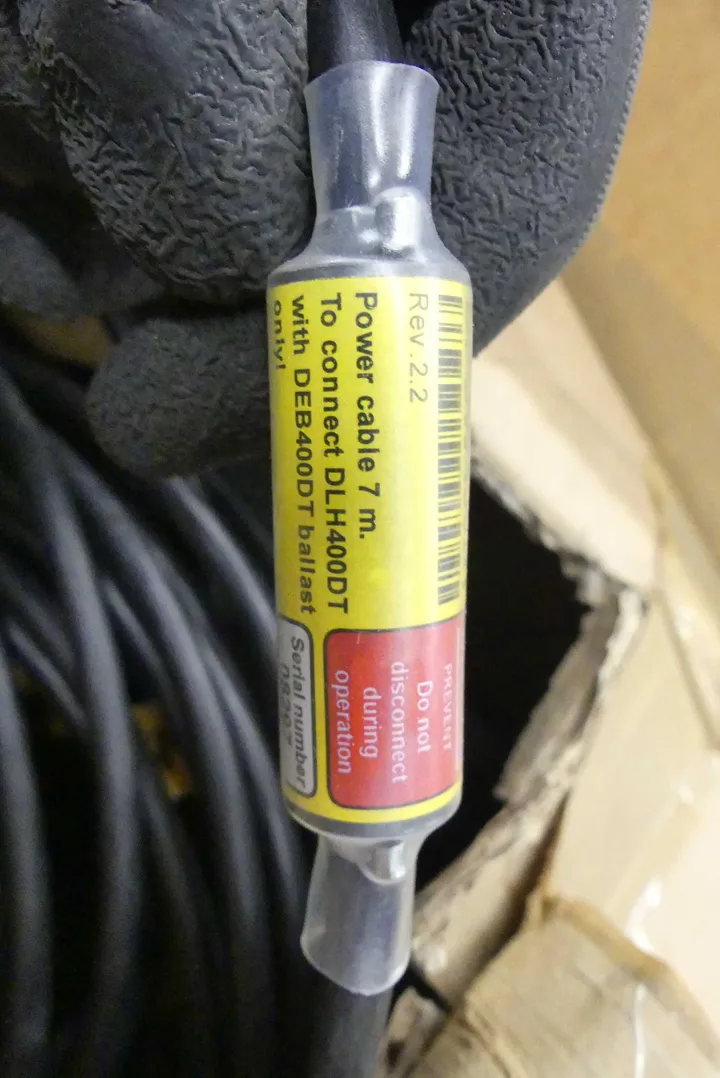 Rev.2.2
Power cable 7 m.
To connect DLH400DT
with DEB400DT ballast
only!
PREVENT
Do not
disconnect
during
operation
Serial number